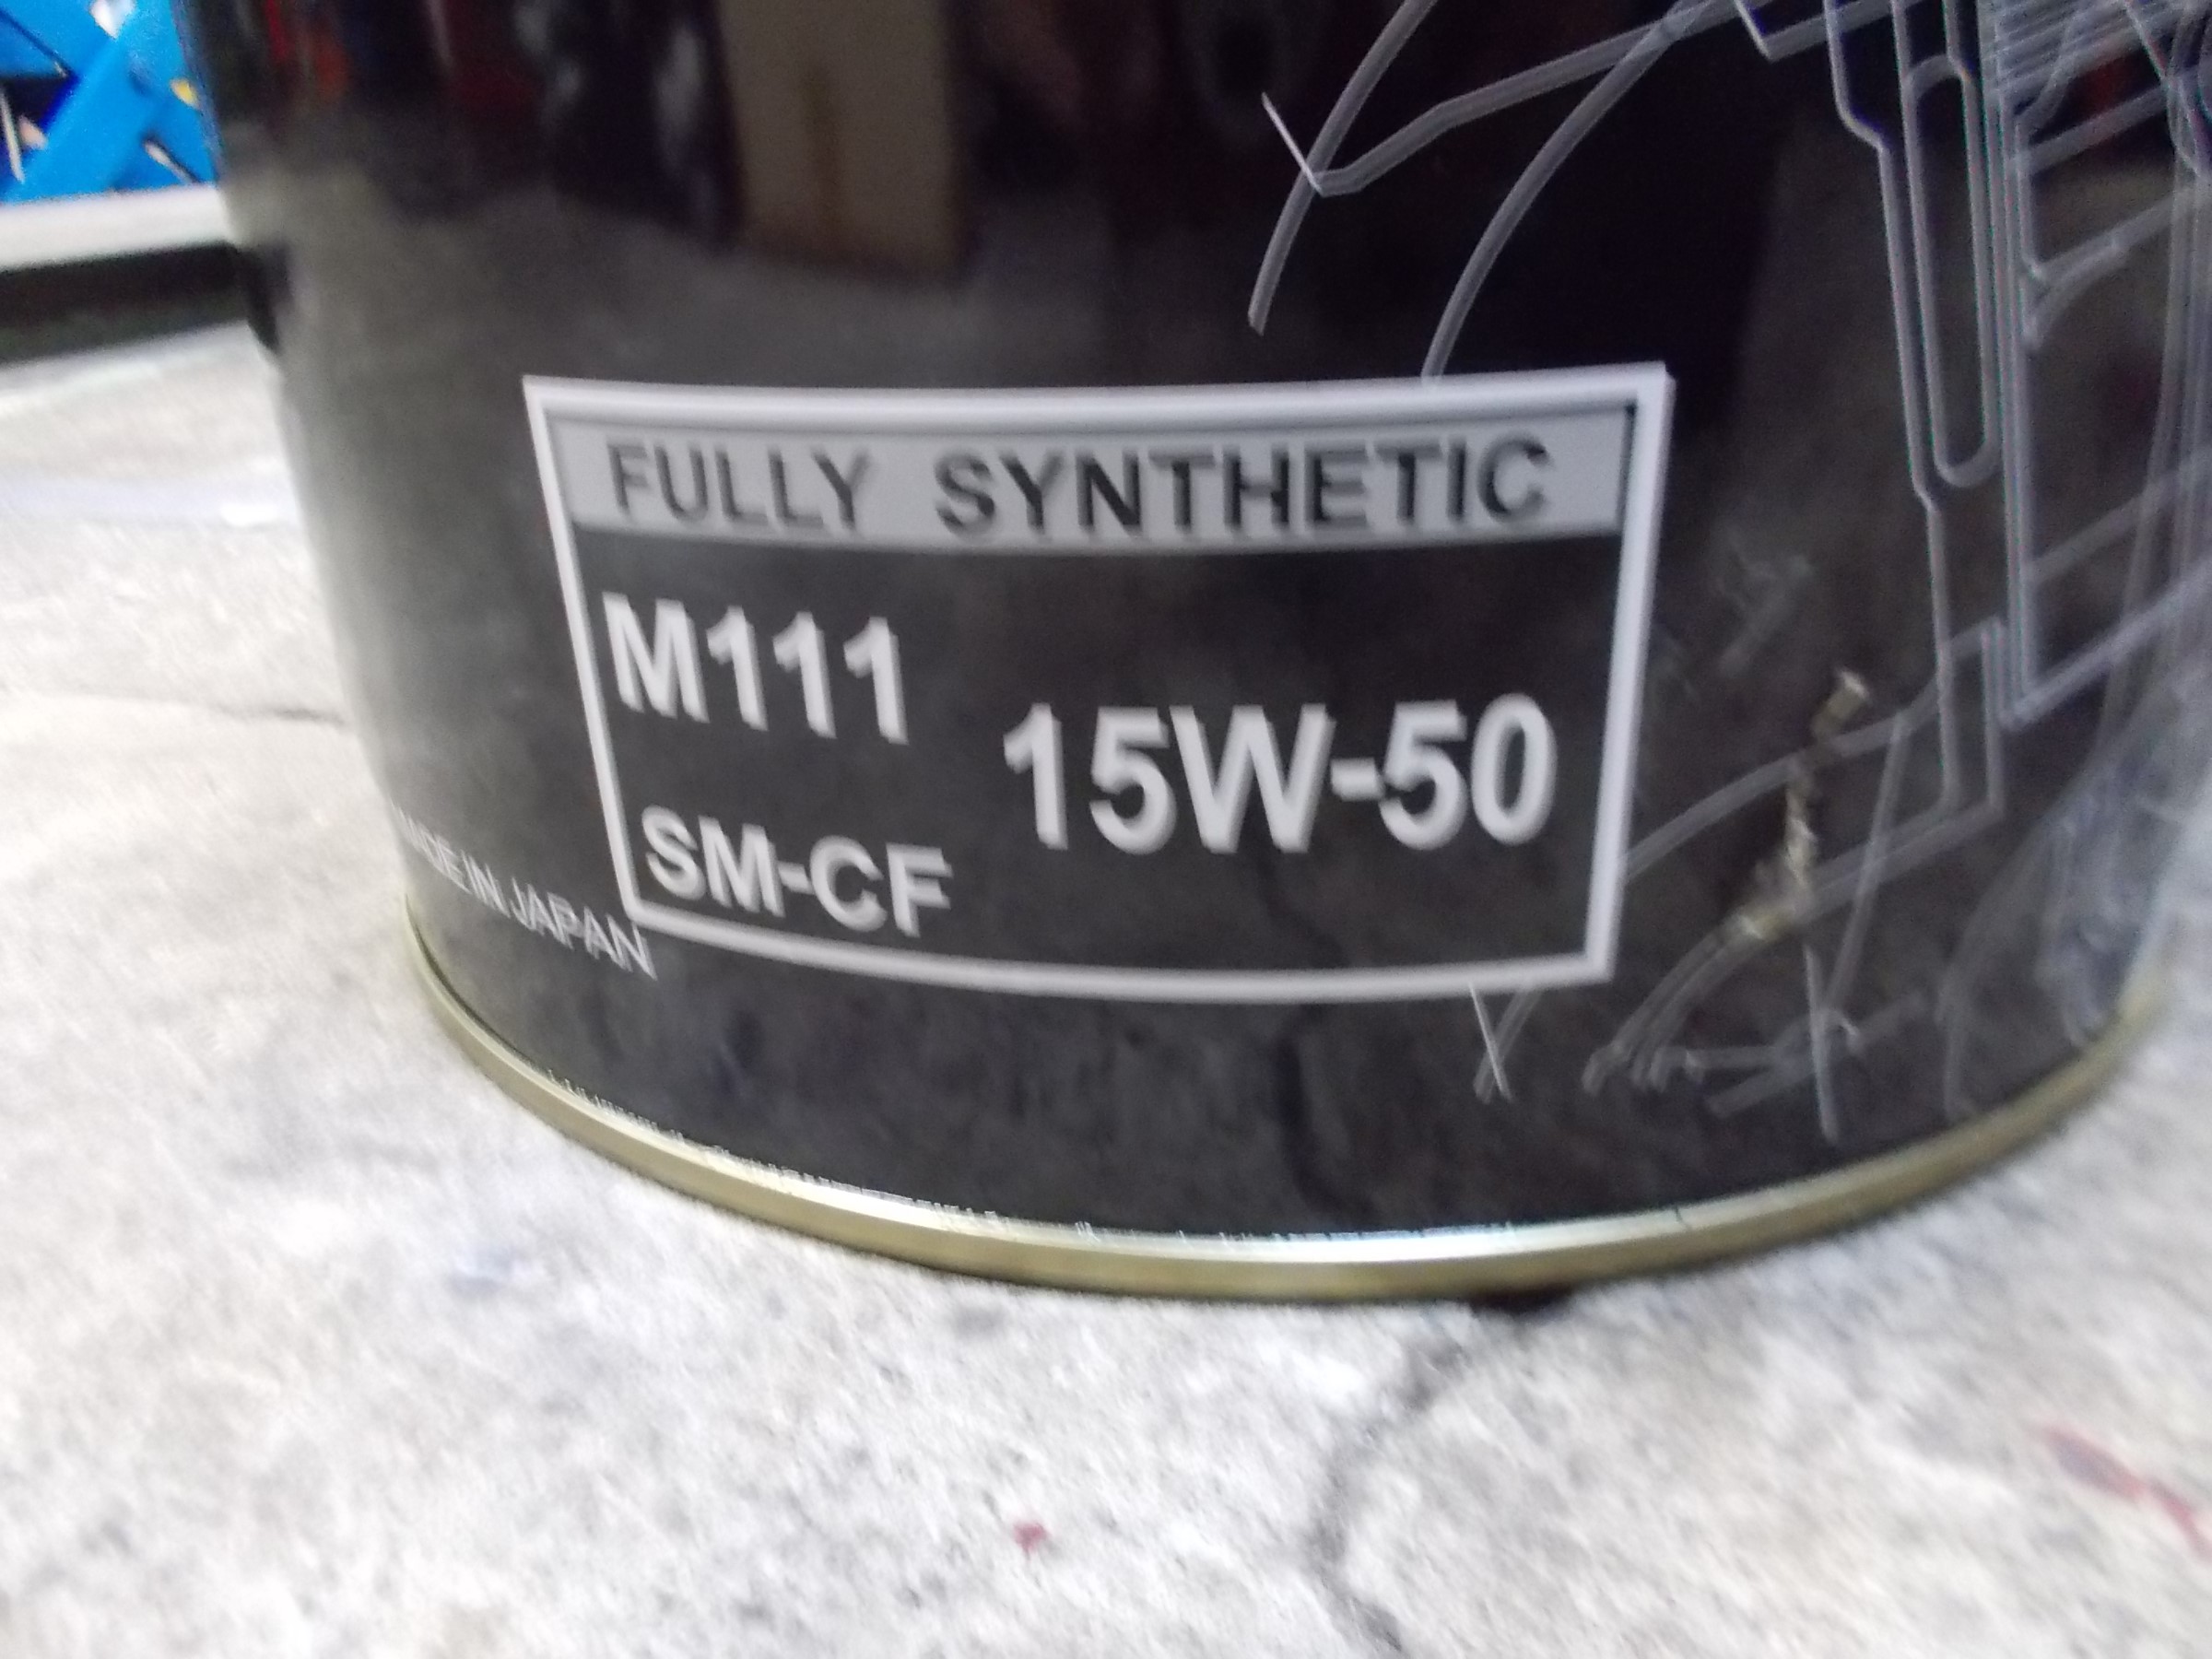 FULLY SYNTHETIC
M111
15W-50
SM-CF
MADE IN JAPAN